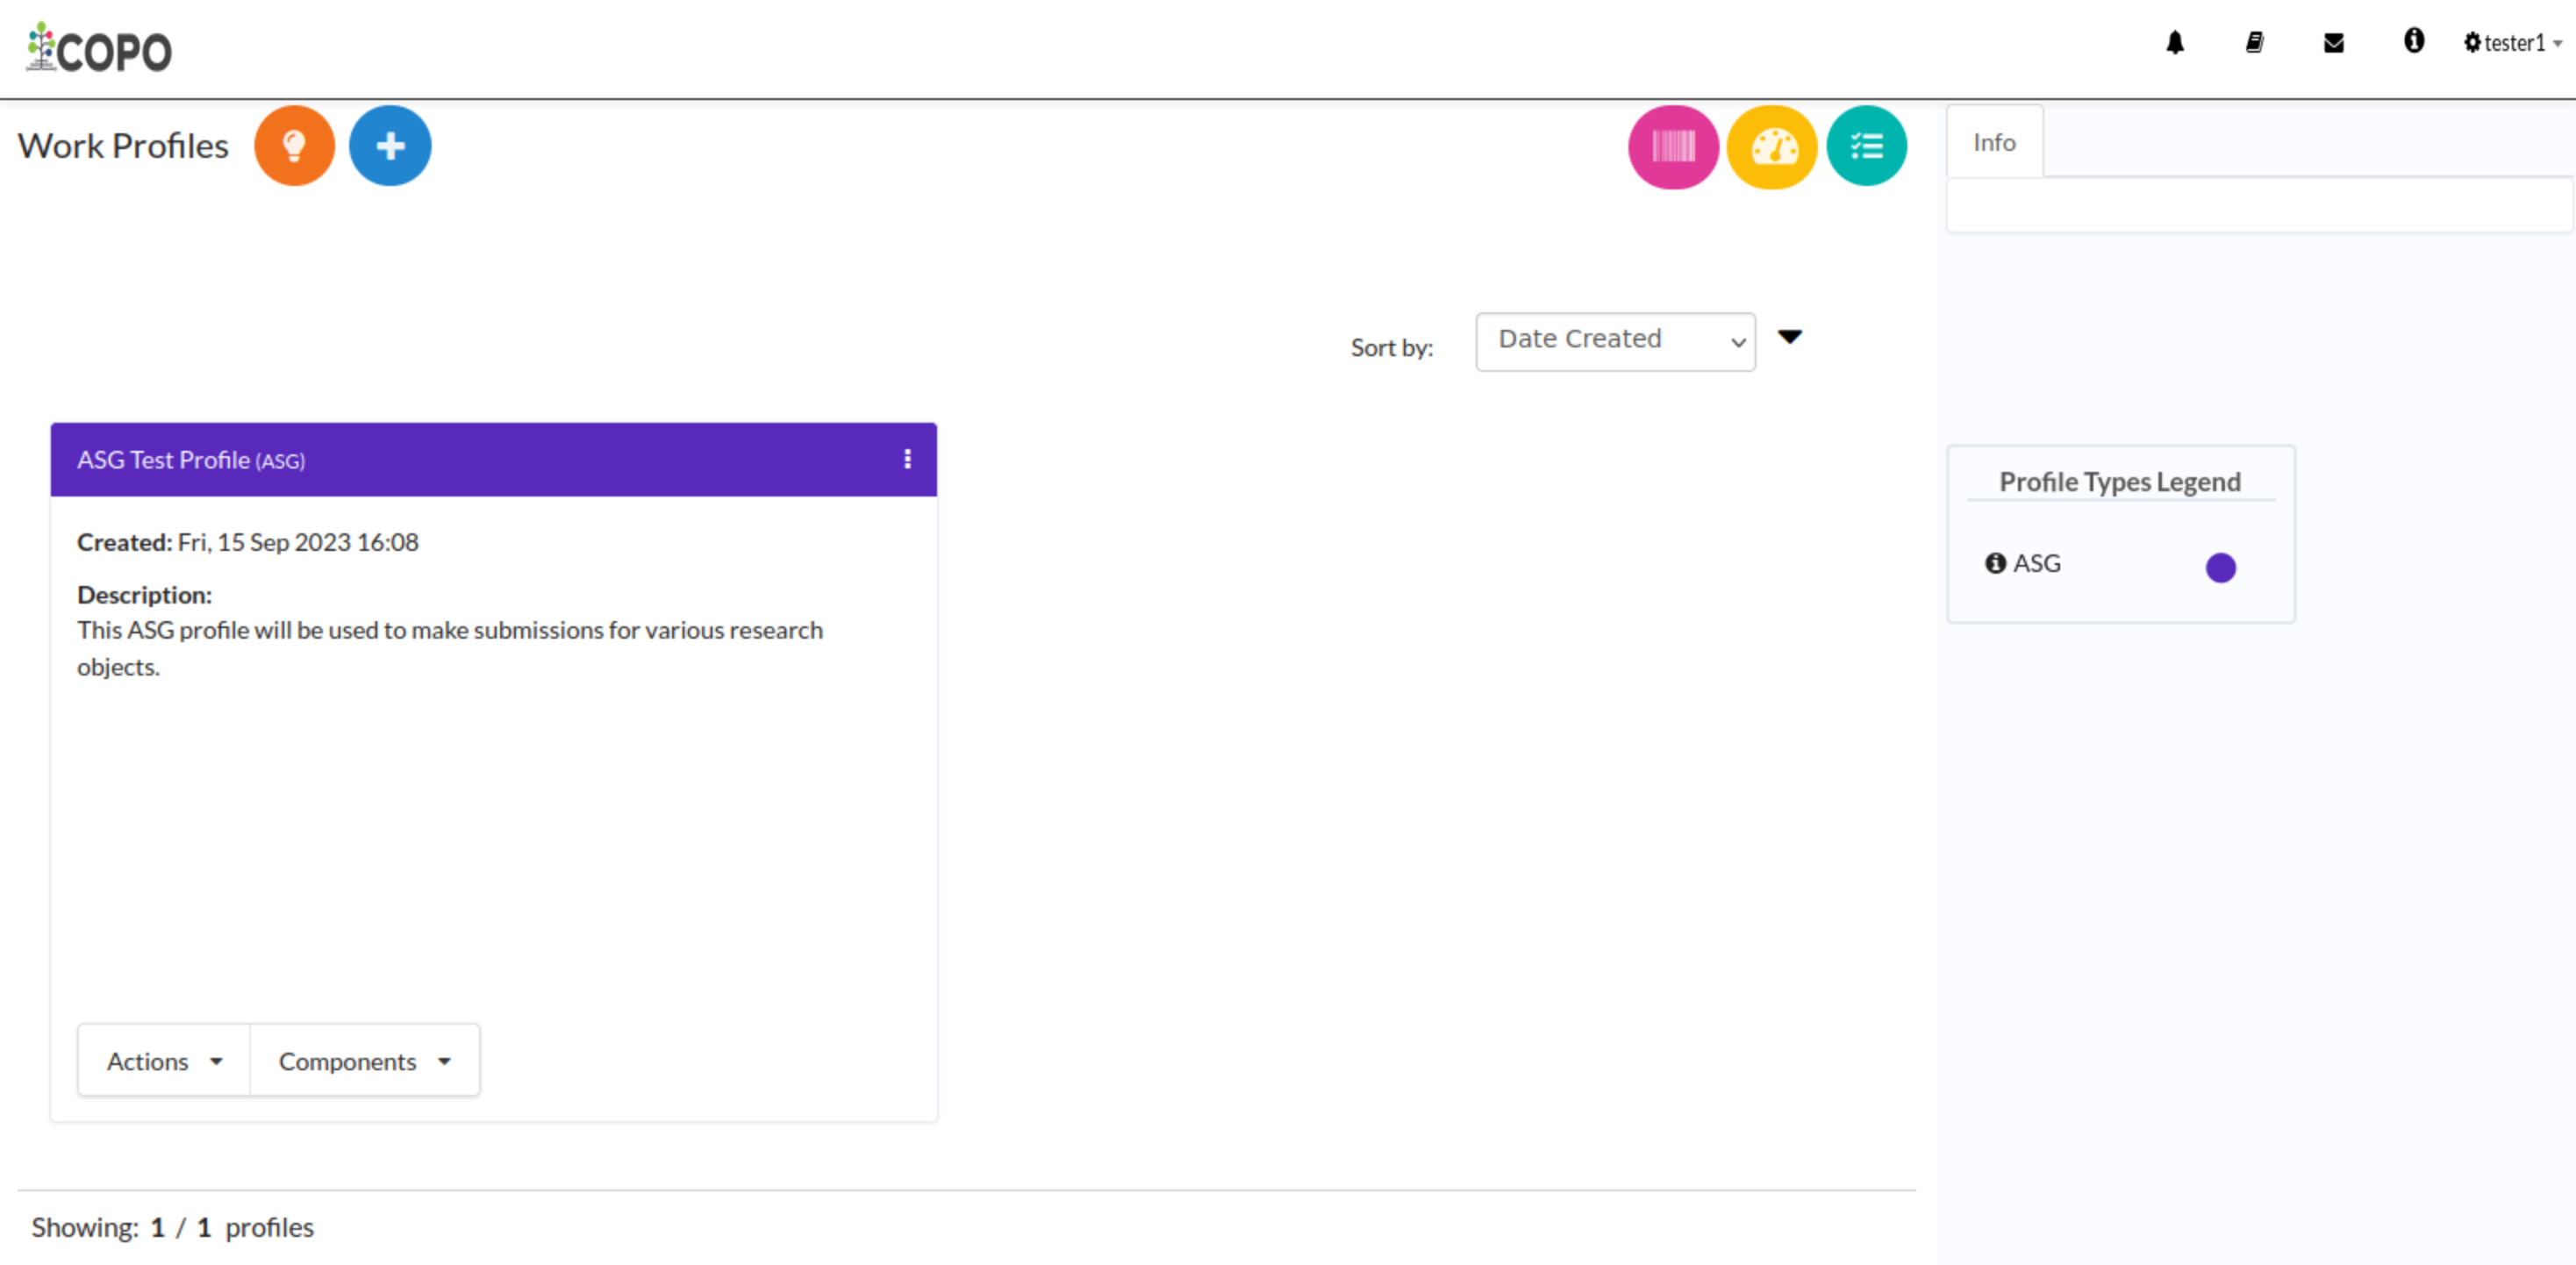 COPO
tester1
Work Profiles
Info
Sort by: Date Created
ASG Test Profile (ASG)
Created: Fri, 15 Sep 2023 16:08
Description:
This ASG profile will be used to make submissions for various research
objects.
Actions Components
Showing: 1 / 1 profiles
Profile Types Legend
ASG